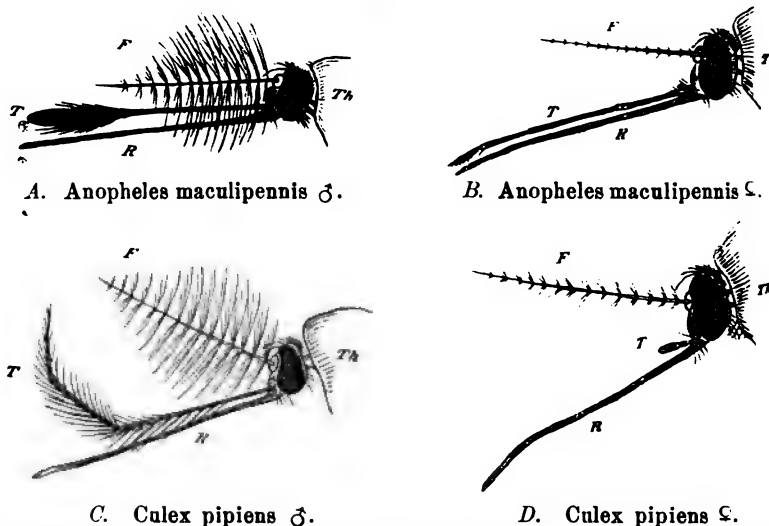 F
F
T
Th
T
T
R
R
A. Anopheles maculipennis ♂.
B. Anopheles maculipennis ♀.
F
F
Th
T
T
Th
R
R
C. Culex pipiens ♂.
D. Culex pipiens ♀.